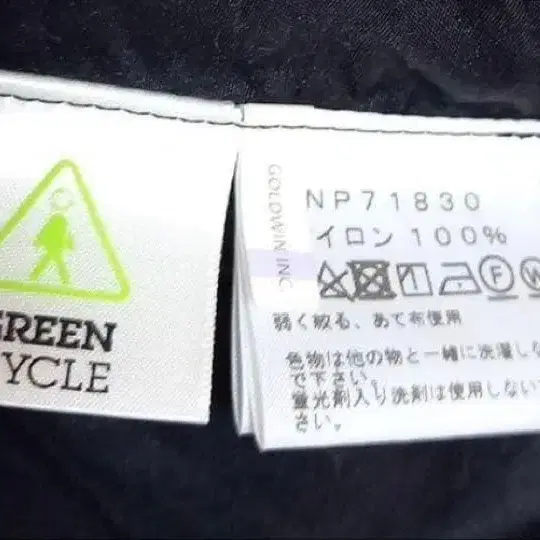 GREEN
CYCLE
GOLDWIN INC
NP71830
イロン 100%
F
W
弱く絞る、あて布使用
色物は他の物と一緒に洗濯しな
で下さい。
蛍光剤入り洗剤は使用しない
さい。